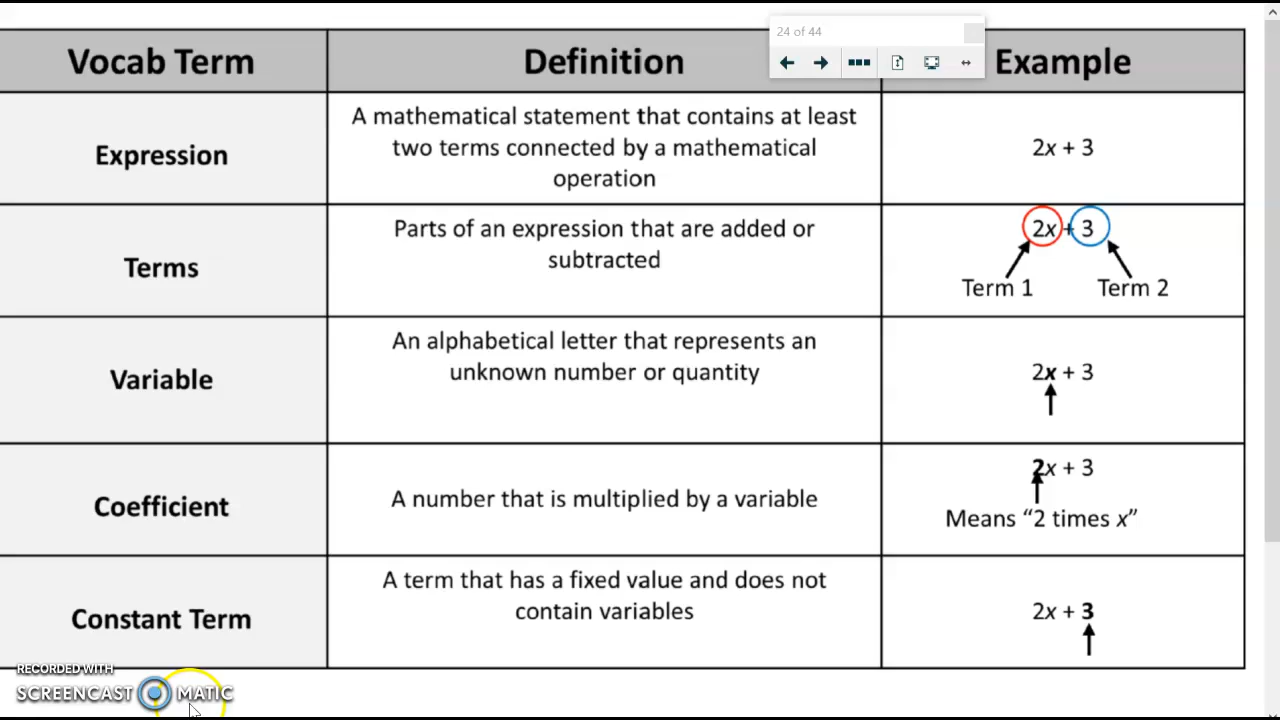 24 of 44
Vocab Term
Definition
Example
Expression
A mathematical statement that contains at least
two terms connected by a mathematical
operation
2x + 3
Terms
Parts of an expression that are added or
subtracted
2x + 3
Term 1
Term 2
Variable
An alphabetical letter that represents an
unknown number or quantity
2x + 3
Coefficient
A number that is multiplied by a variable
2x + 3
Means “2 times x”
Constant Term
A term that has a fixed value and does not
contain variables
2x + 3
RECORDED WITH
SCREENCAST MATIC